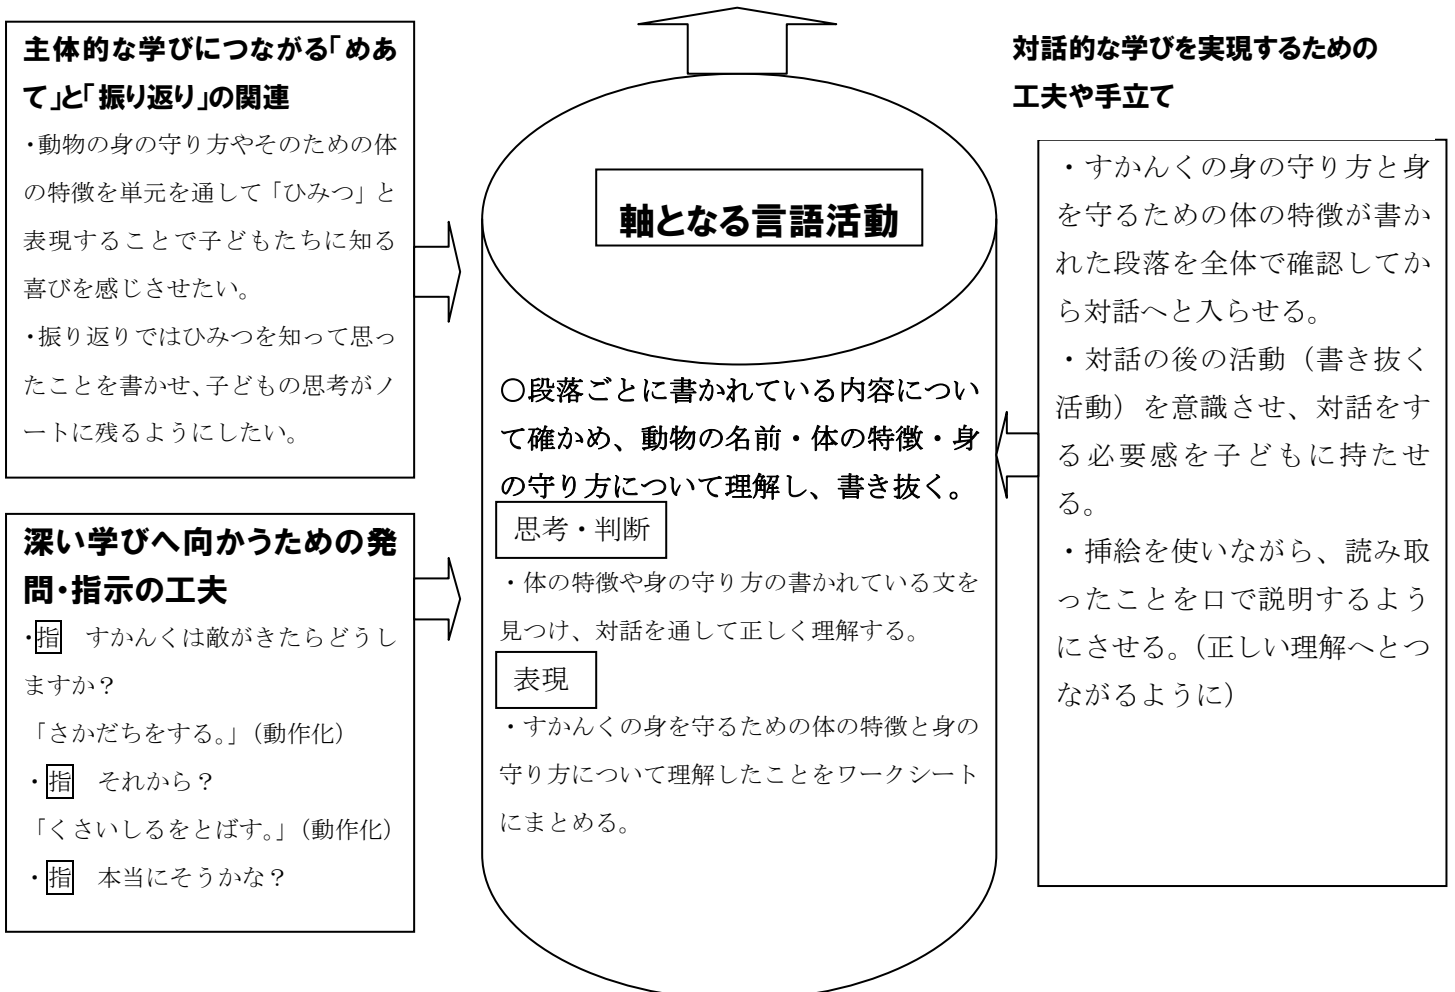 主体的な学びにつながる「めあ
て」と「振り返り」の関連
・動物の身の守り方やそのための体
の特徴を単元を通して「ひみつ」と
表現することで子どもたちに知る
喜びを感じさせたい。
・振り返りではひみつを知って思っ
たことを書かせ、子どもの思考がノ
ートに残るようにしたい。
深い学びへ向かうための発
問・指示の工夫
・指　すかんくは敵がきたらどうし
ますか？
「さかだちをする。」（動作化）
・指　それから？
「くさいしるをとばす。」（動作化）
・指　本当にそうかな？
軸となる言語活動
〇段落ごとに書かれている内容につい
て確かめ、動物の名前・体の特徴・身
の守り方について理解し、書き抜く。
思考・判断
・体の特徴や身の守り方の書かれている文を
見つけ、対話を通して正しく理解する。
表現
・すかんくの身を守るための体の特徴と身の
守り方について理解したことをワークシート
にまとめる。
対話的な学びを実現するための
工夫や手立て
・すかんくの身の守り方と身
を守るための体の特徴が書か
れた段落を全体で確認してか
ら対話へと入らせる。
・対話の後の活動（書き抜く
活動）を意識させ、対話をす
る必要感を子どもに持たせ
る。
・挿絵を使いながら、読み取
ったことを口で説明するよう
にさせる。（正しい理解へとつ
ながるように）